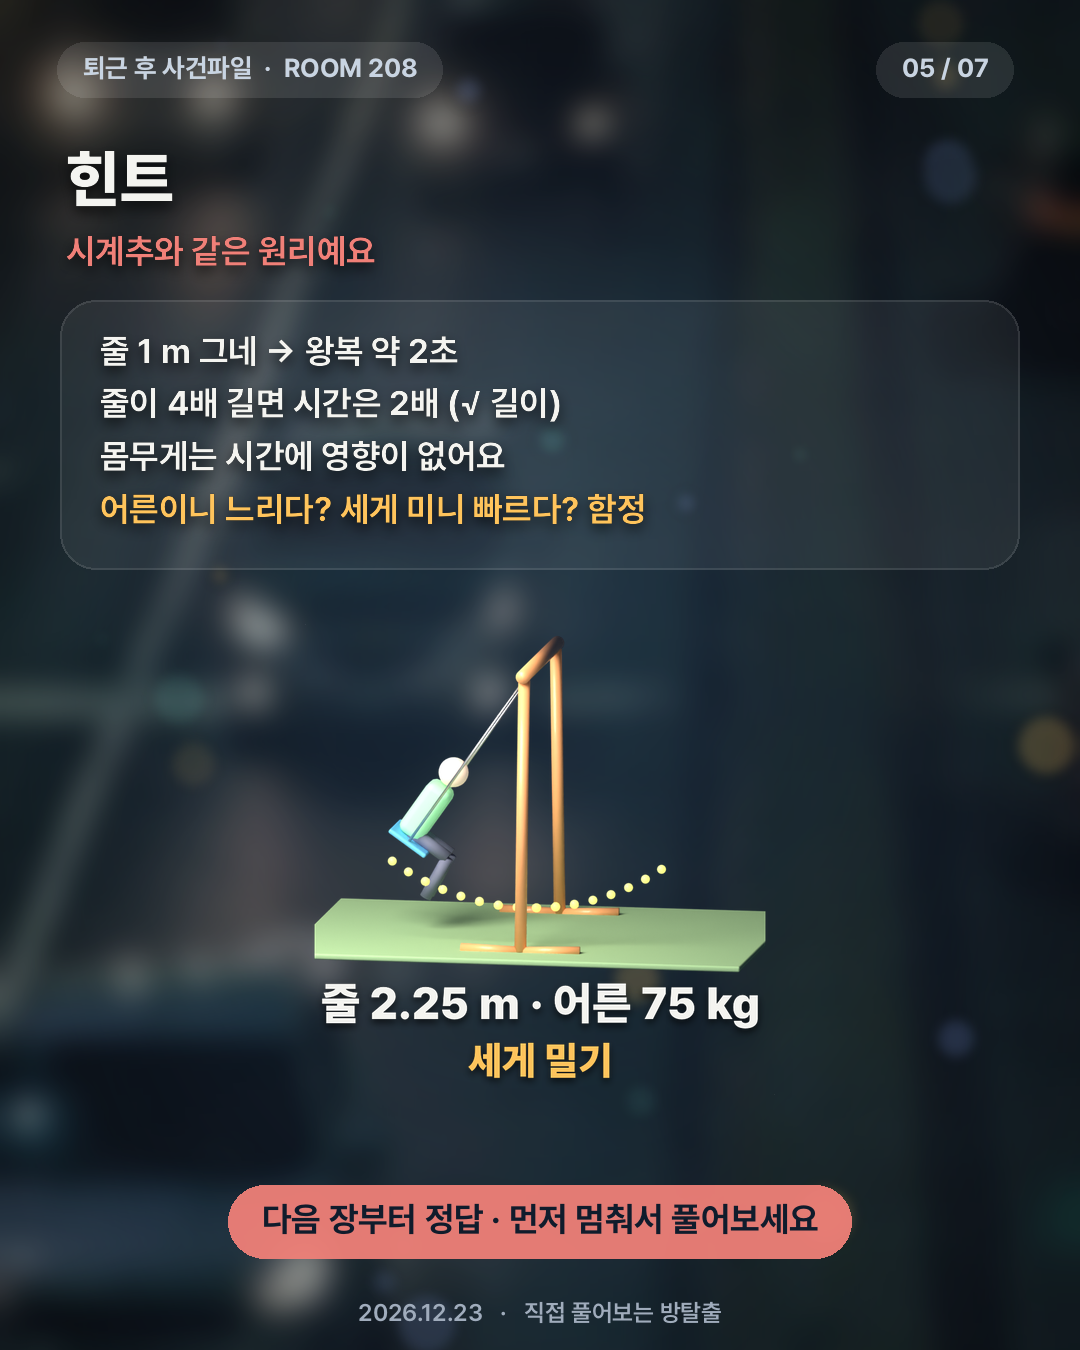 퇴근 후 사건파일 · ROOM 208
05 / 07
힌트
시계추와 같은 원리예요
줄 1 m 그네 → 왕복 약 2초
줄이 4배 길면 시간은 2배 (√ 길이)
몸무게는 시간에 영향이 없어요
어른이니 느리다? 세게 미니 빠르다? 함정
줄 2.25 m · 어른 75 kg
세게 밀기
다음 장부터 정답 · 먼저 멈춰서 풀어보세요
2026.12.23 · 직접 풀어보는 방탈출